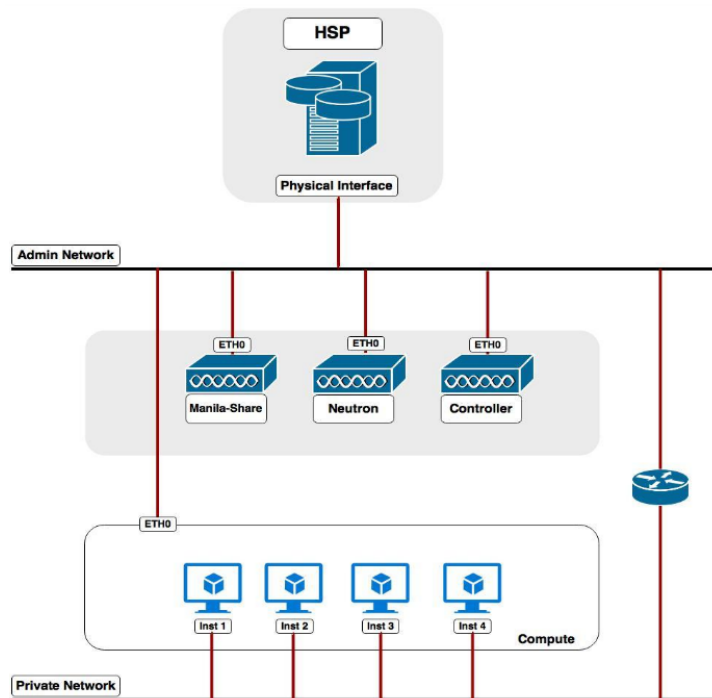 HSP
Physical Interface
Admin Network
ETH0
ETH0
ETH0
Manila-Share
Neutron
Controller
ETH0
Inst 1
Inst 2
Inst 3
Inst 4
Compute
Private Network